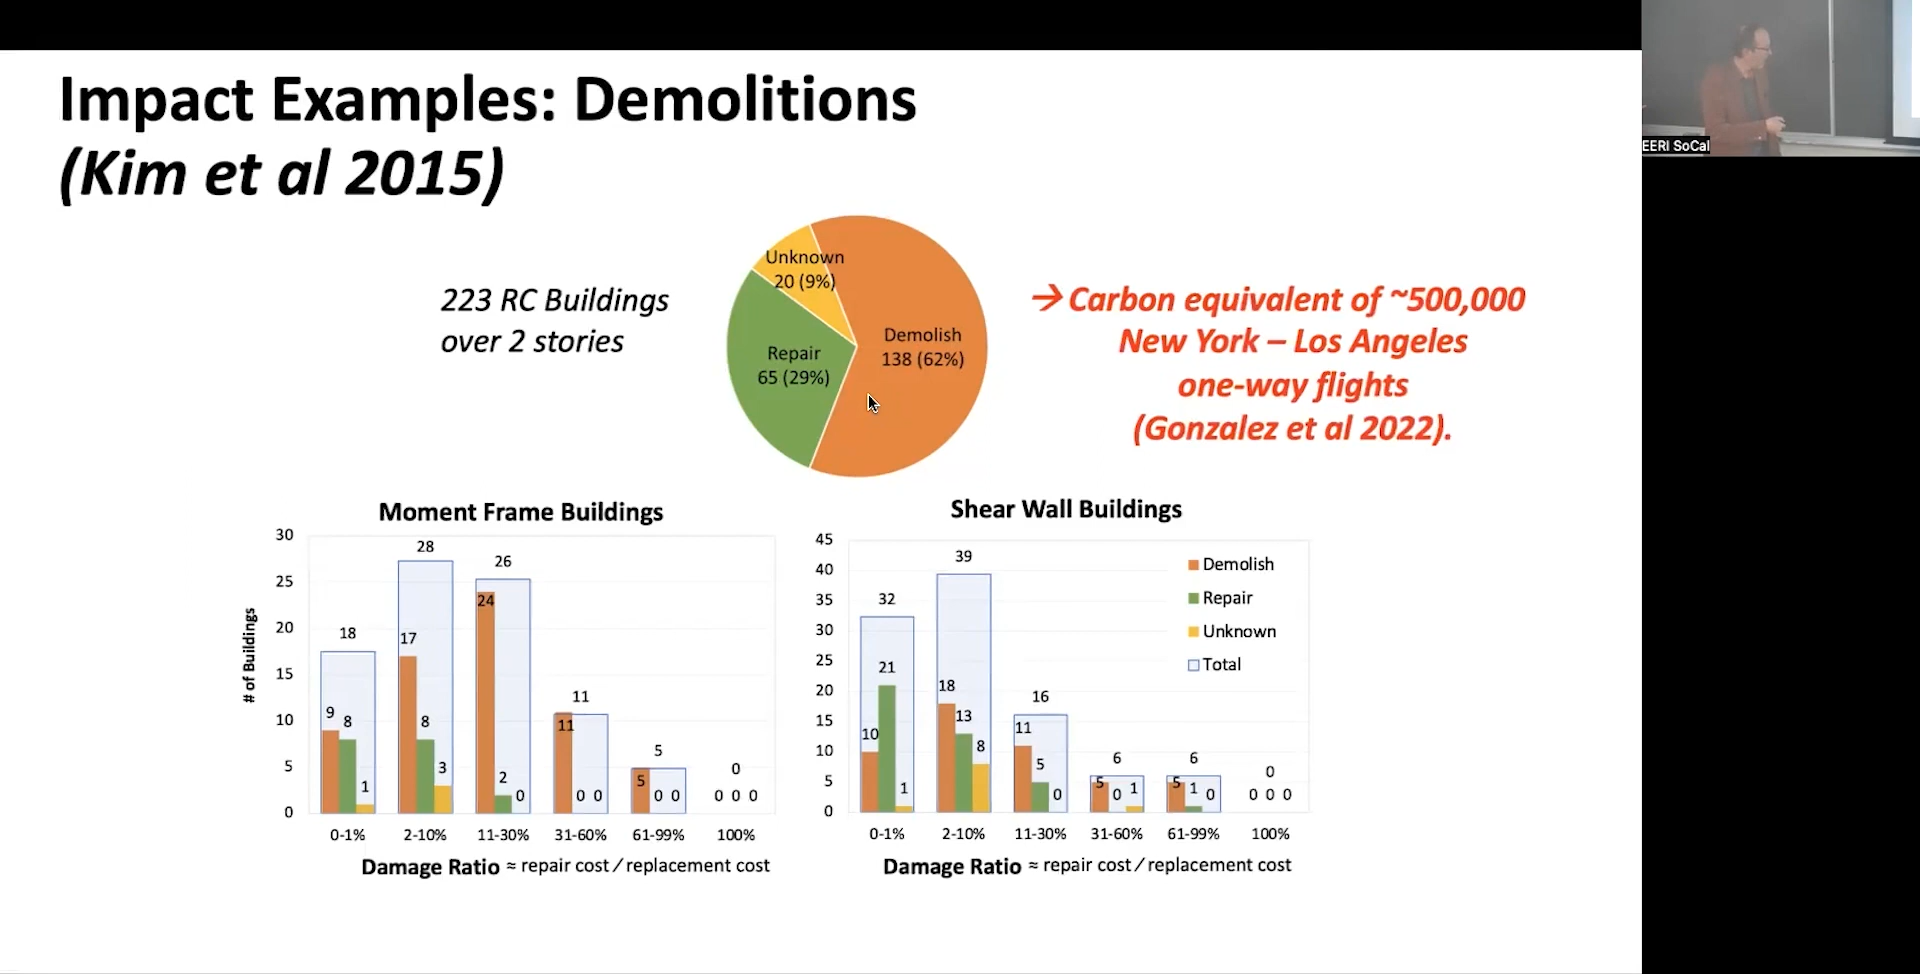 Impact Examples: Demolitions
(Kim et al 2015)
EERI SoCal
223 RC Buildings
over 2 stories
Unknown
20 (9%)
Demolish
138 (62%)
Repair
65 (29%)
→ Carbon equivalent of ~500,000
New York – Los Angeles
one-way flights
(Gonzalez et al 2022).
Moment Frame Buildings
# of Buildings
30
25
20
15
10
5
0
18
9
8
1
28
17
8
3
26
24
2
0
11
11
0 0
5
5
0 0
0
0 0 0
0-1% 2-10% 11-30% 31-60% 61-99% 100%
Damage Ratio ≈ repair cost/replacement cost
Shear Wall Buildings
45
40
35
30
25
20
15
10
5
0
Demolish
Repair
Unknown
Total
32
10
21
1
39
18
13
8
16
11
5
0
6
5
0
1
6
5
1
0
0
0 0 0
0-1% 2-10% 11-30% 31-60% 61-99% 100%
Damage Ratio ≈ repair cost/replacement cost